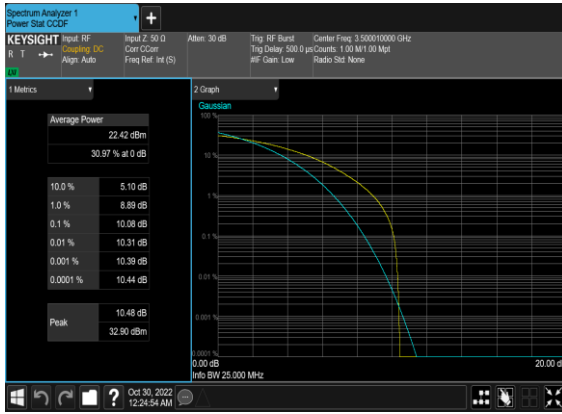 Spectrum Analyzer 1
Power Stat CCDF
+
KEYSIGHT Input: RF Input Z: 50 Ω Atten: 30 dB Trig: RF Burst Center Freq: 3.500010000 GHz
R T Coupling: DC Corr CCorr Trig Delay: 500.0 µs Counts: 1.00 M/1.00 Mpt
Align: Auto Freq Ref: Int (S) #IF Gain: Low Radio Std: None
1 Metrics
2 Graph
Gaussian
Average Power
22.42 dBm
30.97 % at 0 dB
10.0 % 5.10 dB
1.0 % 8.89 dB
0.1 % 10.08 dB
0.01 % 10.31 dB
0.001 % 10.39 dB
0.0001 % 10.44 dB
Peak
10.48 dB
32.90 dBm
100 %
10 %
1 %
0.1 %
0.01 %
0.001 %
0.0001 %
0.00 dB 20.00 d
Info BW 25.000 MHz
? Oct 30, 2022
12:24:54 AM